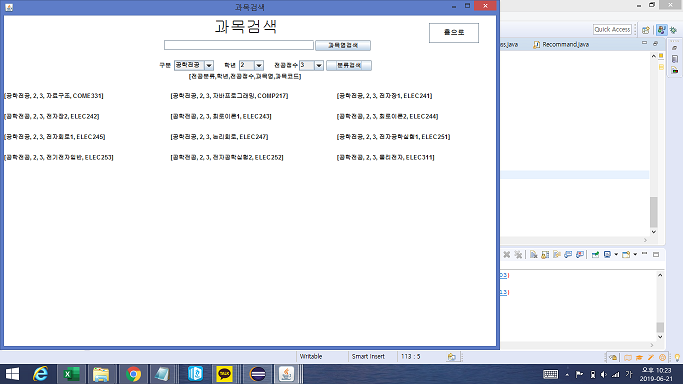 과목검색
과목검색
홈으로
과목명검색
구분 공학전공 학년 2 전공점수 3 분류검색
[전공분류,학년,전공점수,과목명,과목코드]
[공학전공, 2, 3, 자료구조, COME331] [공학전공, 2, 3, 자바프로그래밍, COMP217] [공학전공, 2, 3, 전자장1, ELEC241]
[공학전공, 2, 3, 전자장2, ELEC242] [공학전공, 2, 3, 회로이론1, ELEC243] [공학전공, 2, 3, 회로이론2, ELEC244]
[공학전공, 2, 3, 전자회로1, ELEC245] [공학전공, 2, 3, 논리회로, ELEC247] [공학전공, 2, 3, 전자공학실험1, ELEC251]
[공학전공, 2, 3, 전기전자일반, ELEC253] [공학전공, 2, 3, 전자공학실험2, ELEC252] [공학전공, 2, 3, 물리전자, ELEC311]
Quick Access
ss.java Recommand.java
Writable Smart Insert 113 : 5
TALK
가
오후 10:23
2019-06-21